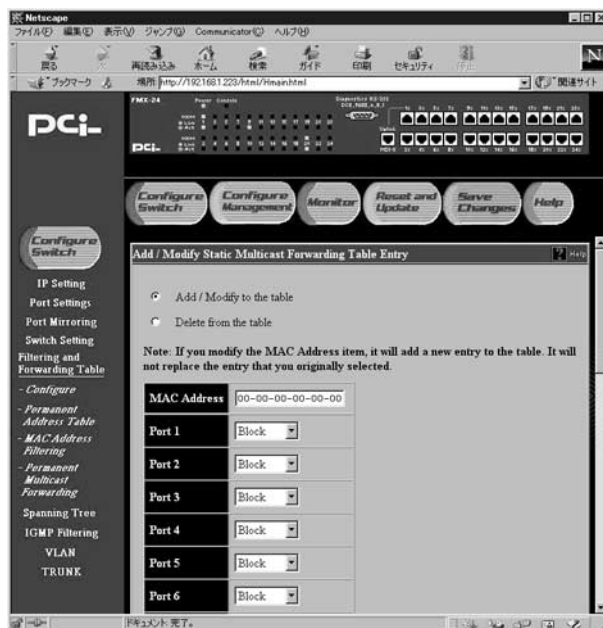 Netscape
ファイル(F) 編集(E) 表示(V) ジャンプ(G) Communicator(C) ヘルプ(H)
戻る 再読み込み ホーム 検索 ガイド 印刷 セキュリティ
ブックマーク 場所: http://192.168.1.223/html/Hmain.html 関連サイト
PCi-
FMX-24
Power Console
Diagnostics RS-232
PCi-
Configure Switch
Configure Management
Monitor
Reset and Update
Save Changes
Help
Configure Switch
IP Setting
Port Settings
Port Mirroring
Switch Setting
Filtering and
Forwarding Table
- Configure
- Permanent
Address Table
- MAC Address
Filtering
- Permanent
Multicast
Forwarding
Spanning Tree
IGMP Filtering
VLAN
TRUNK
Add / Modify Static Multicast Forwarding Table Entry
? Help
Add / Modify to the table
Delete from the table
Note: If you modify the MAC Address item, it will add a new entry to the table. It will
not replace the entry that you originally selected.
MAC Address 00-00-00-00-00-00
Port 1 Block
Port 2 Block
Port 3 Block
Port 4 Block
Port 5 Block
Port 6 Block
ドキュメント: 完了。